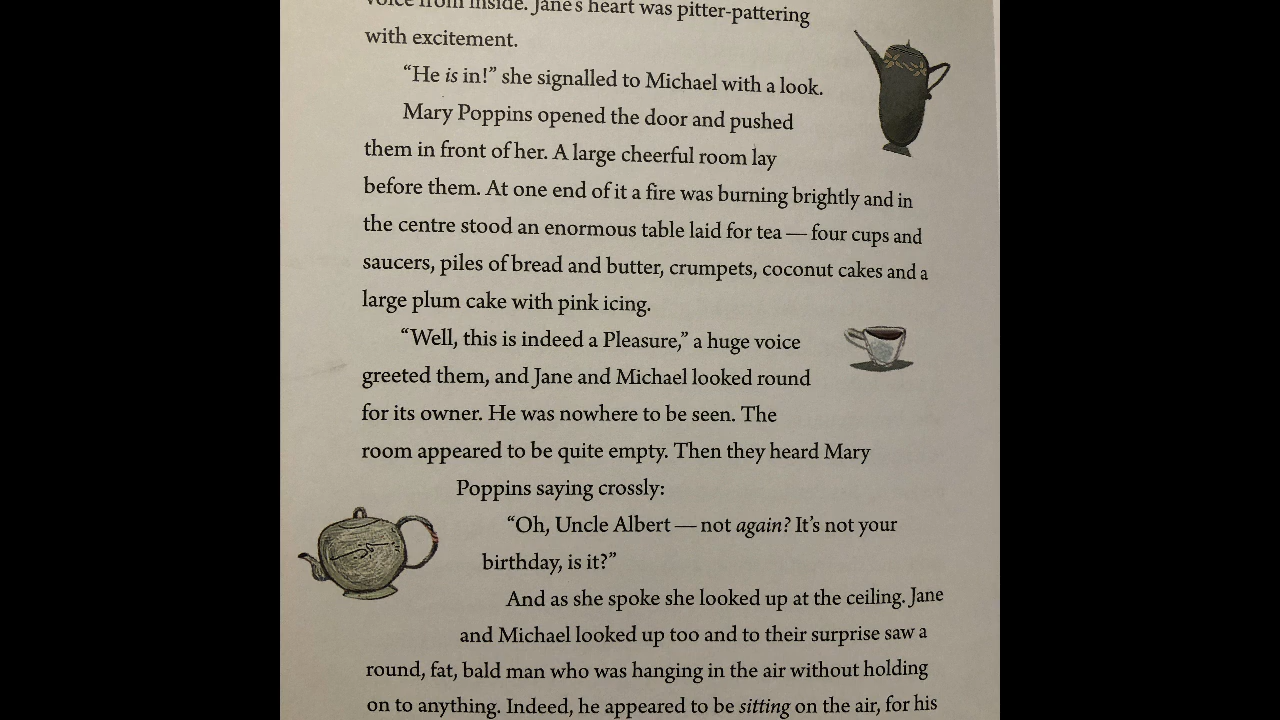 voice from inside. Jane's heart was pitter-pattering
with excitement.
“He is in!” she signalled to Michael with a look.
Mary Poppins opened the door and pushed
them in front of her. A large cheerful room lay
before them. At one end of it a fire was burning brightly and in
the centre stood an enormous table laid for tea — four cups and
saucers, piles of bread and butter, crumpets, coconut cakes and a
large plum cake with pink icing.
“Well, this is indeed a Pleasure,” a huge voice
greeted them, and Jane and Michael looked round
for its owner. He was nowhere to be seen. The
room appeared to be quite empty. Then they heard Mary
Poppins saying crossly:
“Oh, Uncle Albert — not again? It’s not your
birthday, is it?”
And as she spoke she looked up at the ceiling. Jane
and Michael looked up too and to their surprise saw a
round, fat, bald man who was hanging in the air without holding
on to anything. Indeed, he appeared to be sitting on the air, for his